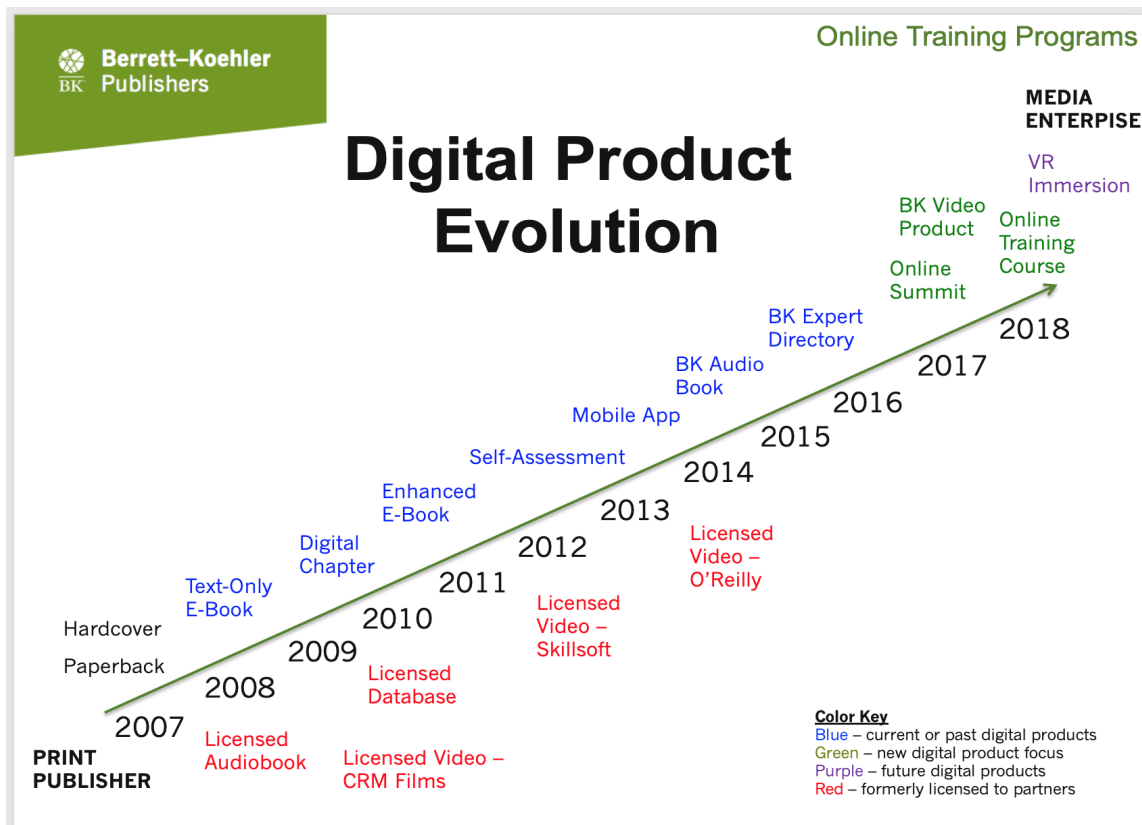 Berrett–Koehler
BK Publishers
Online Training Programs
MEDIA
ENTERPISE
Digital Product
Evolution
VR
Immersion
BK Video
Product
Online
Training
Course
Online
Summit
BK Expert
Directory
BK Audio
Book
Mobile App
Self-Assessment
Enhanced
E-Book
Digital
Chapter
Text-Only
E-Book
Hardcover
Paperback
2018
2017
2016
2015
2014
2013
2012
2011
2010
2009
2008
2007
Licensed
Video –
O’Reilly
Licensed
Video –
Skillsoft
Licensed
Database
Licensed
Audiobook
Licensed Video –
CRM Films
PRINT
PUBLISHER
Color Key
Blue – current or past digital products
Green – new digital product focus
Purple – future digital products
Red – formerly licensed to partners